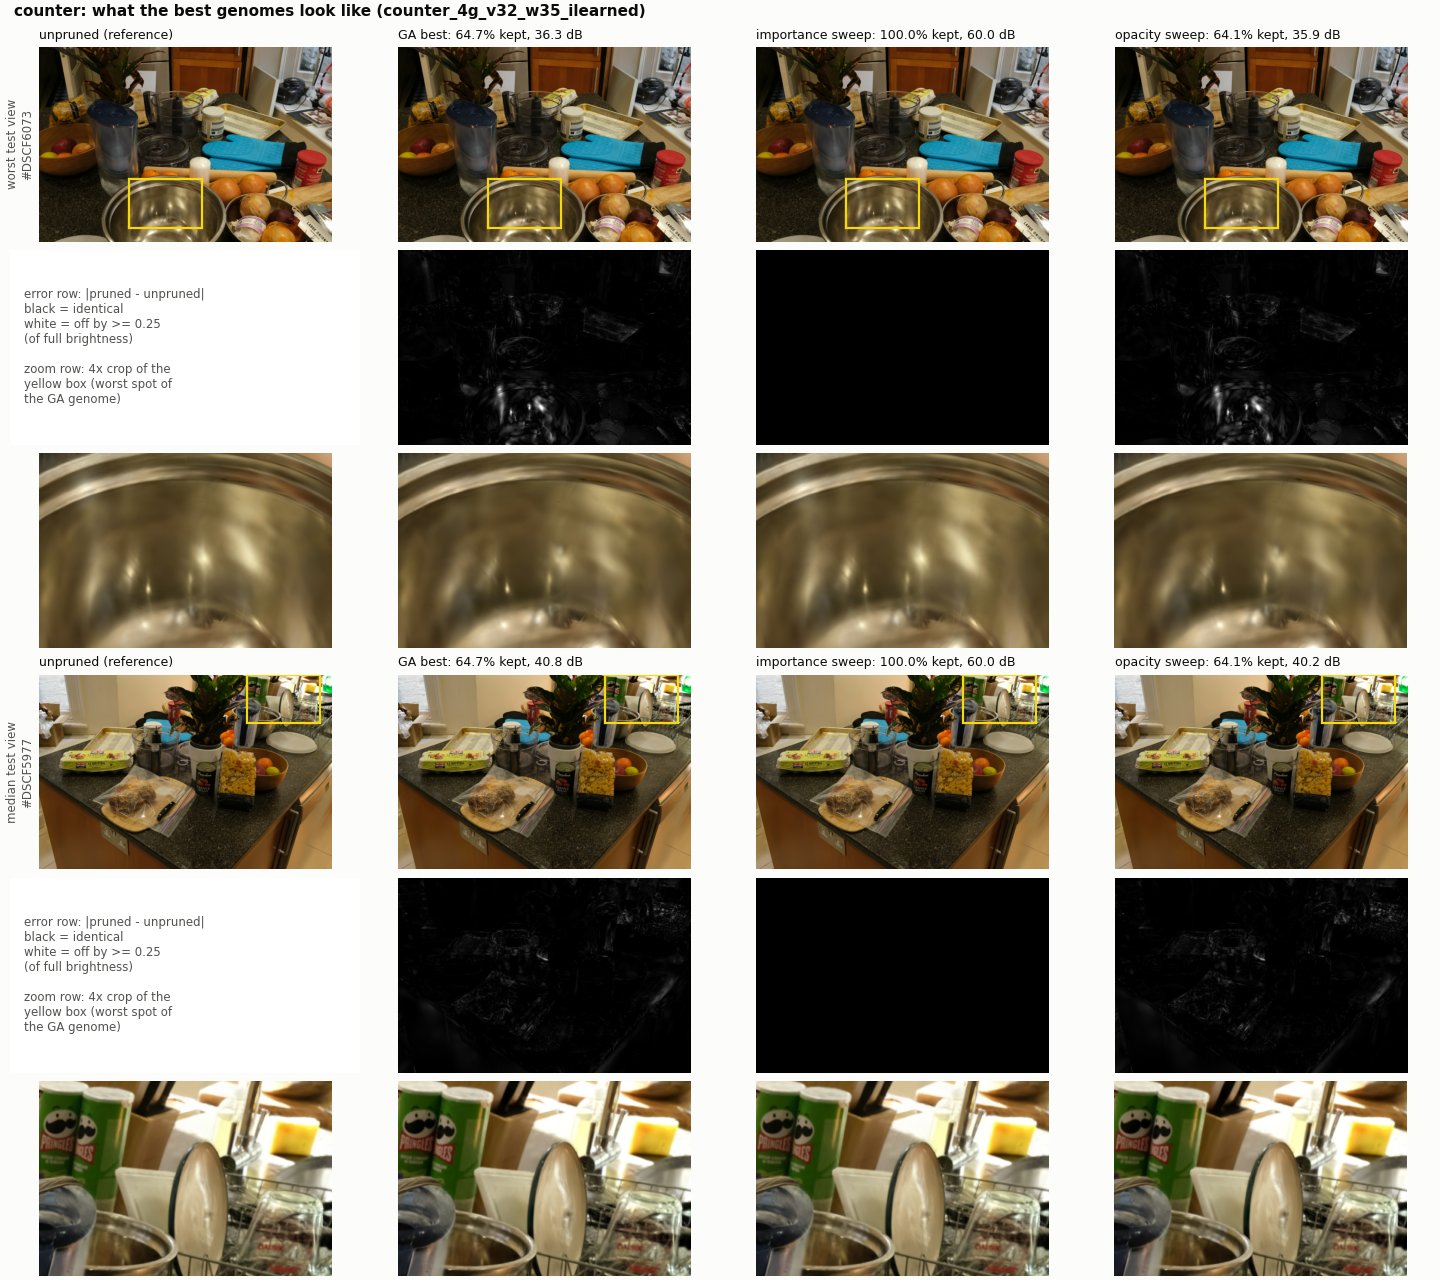 counter: what the best genomes look like (counter_4g_v32_w35_ilearned)
unpruned (reference)
GA best: 64.7% kept, 36.3 dB
importance sweep: 100.0% kept, 60.0 dB
opacity sweep: 64.1% kept, 35.9 dB
worst test view
#DSCF6073
error row: |pruned - unpruned|
black = identical
white = off by >= 0.25
(of full brightness)
zoom row: 4x crop of the
yellow box (worst spot of
the GA genome)
unpruned (reference)
GA best: 64.7% kept, 40.8 dB
importance sweep: 100.0% kept, 60.0 dB
opacity sweep: 64.1% kept, 40.2 dB
median test view
#DSCF5977
error row: |pruned - unpruned|
black = identical
white = off by >= 0.25
(of full brightness)
zoom row: 4x crop of the
yellow box (worst spot of
the GA genome)
PRINGLES
PRINGLES
PRINGLES
PRINGLES